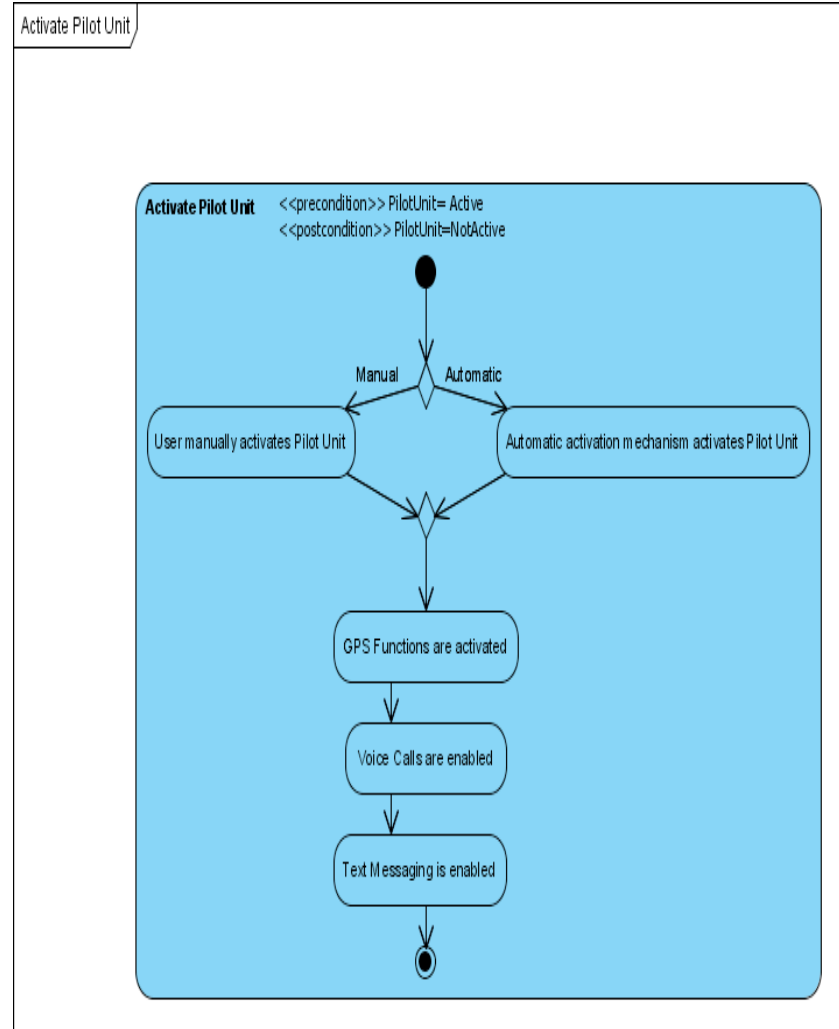 Activate Pilot Unit
Activate Pilot Unit <<precondition>> PilotUnit= Active
<<postcondition>> PilotUnit=NotActive
Manual Automatic
User manually activates Pilot Unit
Automatic activation mechanism activates Pilot Unit
GPS Functions are activated
Voice Calls are enabled
Text Messaging is enabled